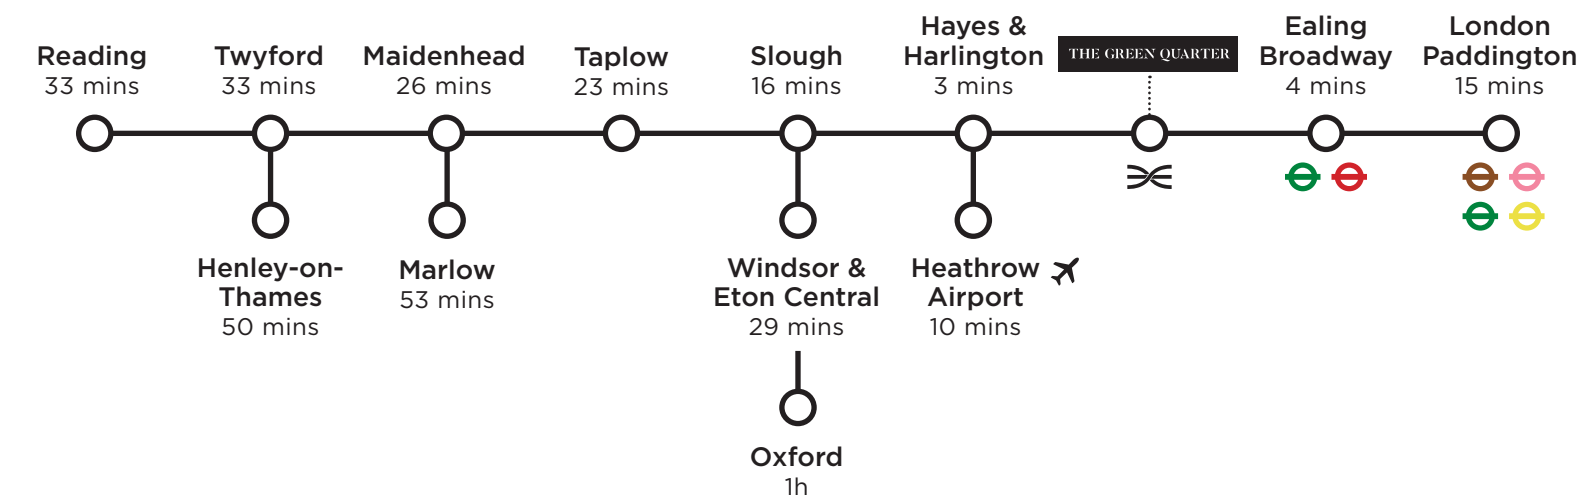 Reading
33 mins
Twyford
33 mins
Maidenhead
26 mins
Taplow
23 mins
Slough
16 mins
Hayes &
Harlington
3 mins
THE GREEN QUARTER
Ealing
Broadway
4 mins
London
Paddington
15 mins
Henley-on-
Thames
50 mins
Marlow
53 mins
Windsor &
Eton Central
29 mins
Heathrow
Airport
10 mins
Oxford
1h